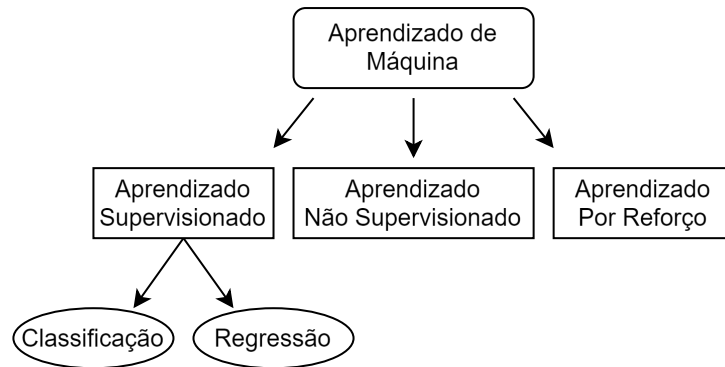 Aprendizado de
Máquina
Aprendizado
Supervisionado
Aprendizado
Não Supervisionado
Aprendizado
Por Reforço
Classificação
Regressão